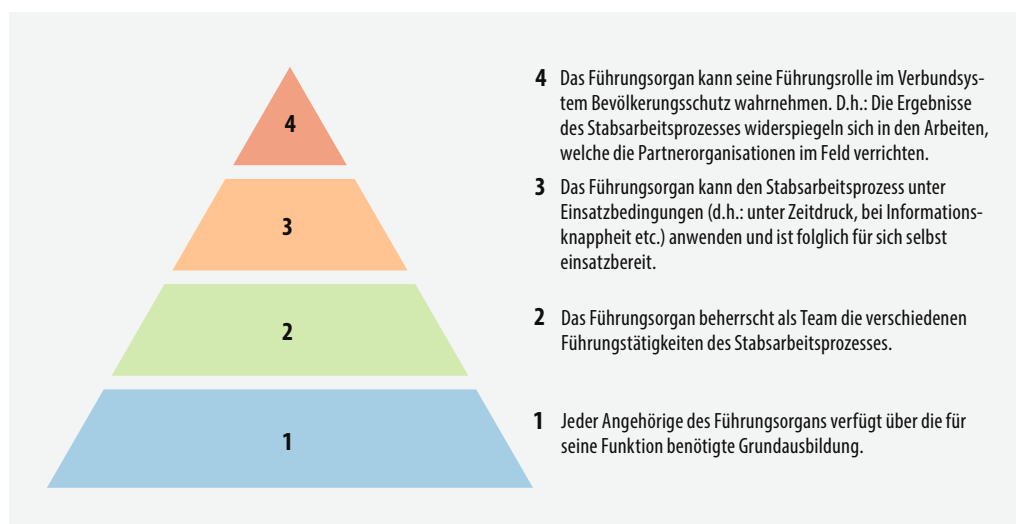 4
3
2
1
4 Das Führungsorgan kann seine Führungsrolle im Verbundsys-
tem Bevölkerungsschutz wahrnehmen. D.h.: Die Ergebnisse
des Stabsarbeitsprozesses widerspiegeln sich in den Arbeiten,
welche die Partnerorganisationen im Feld verrichten.
3 Das Führungsorgan kann den Stabsarbeitsprozess unter
Einsatzbedingungen (d.h.: unter Zeitdruck, bei Informations-
knappheit etc.) anwenden und ist folglich für sich selbst
einsatzbereit.
2 Das Führungsorgan beherrscht als Team die verschiedenen
Führungstätigkeiten des Stabsarbeitsprozesses.
1 Jeder Angehörige des Führungsorgans verfügt über die für
seine Funktion benötigte Grundausbildung.